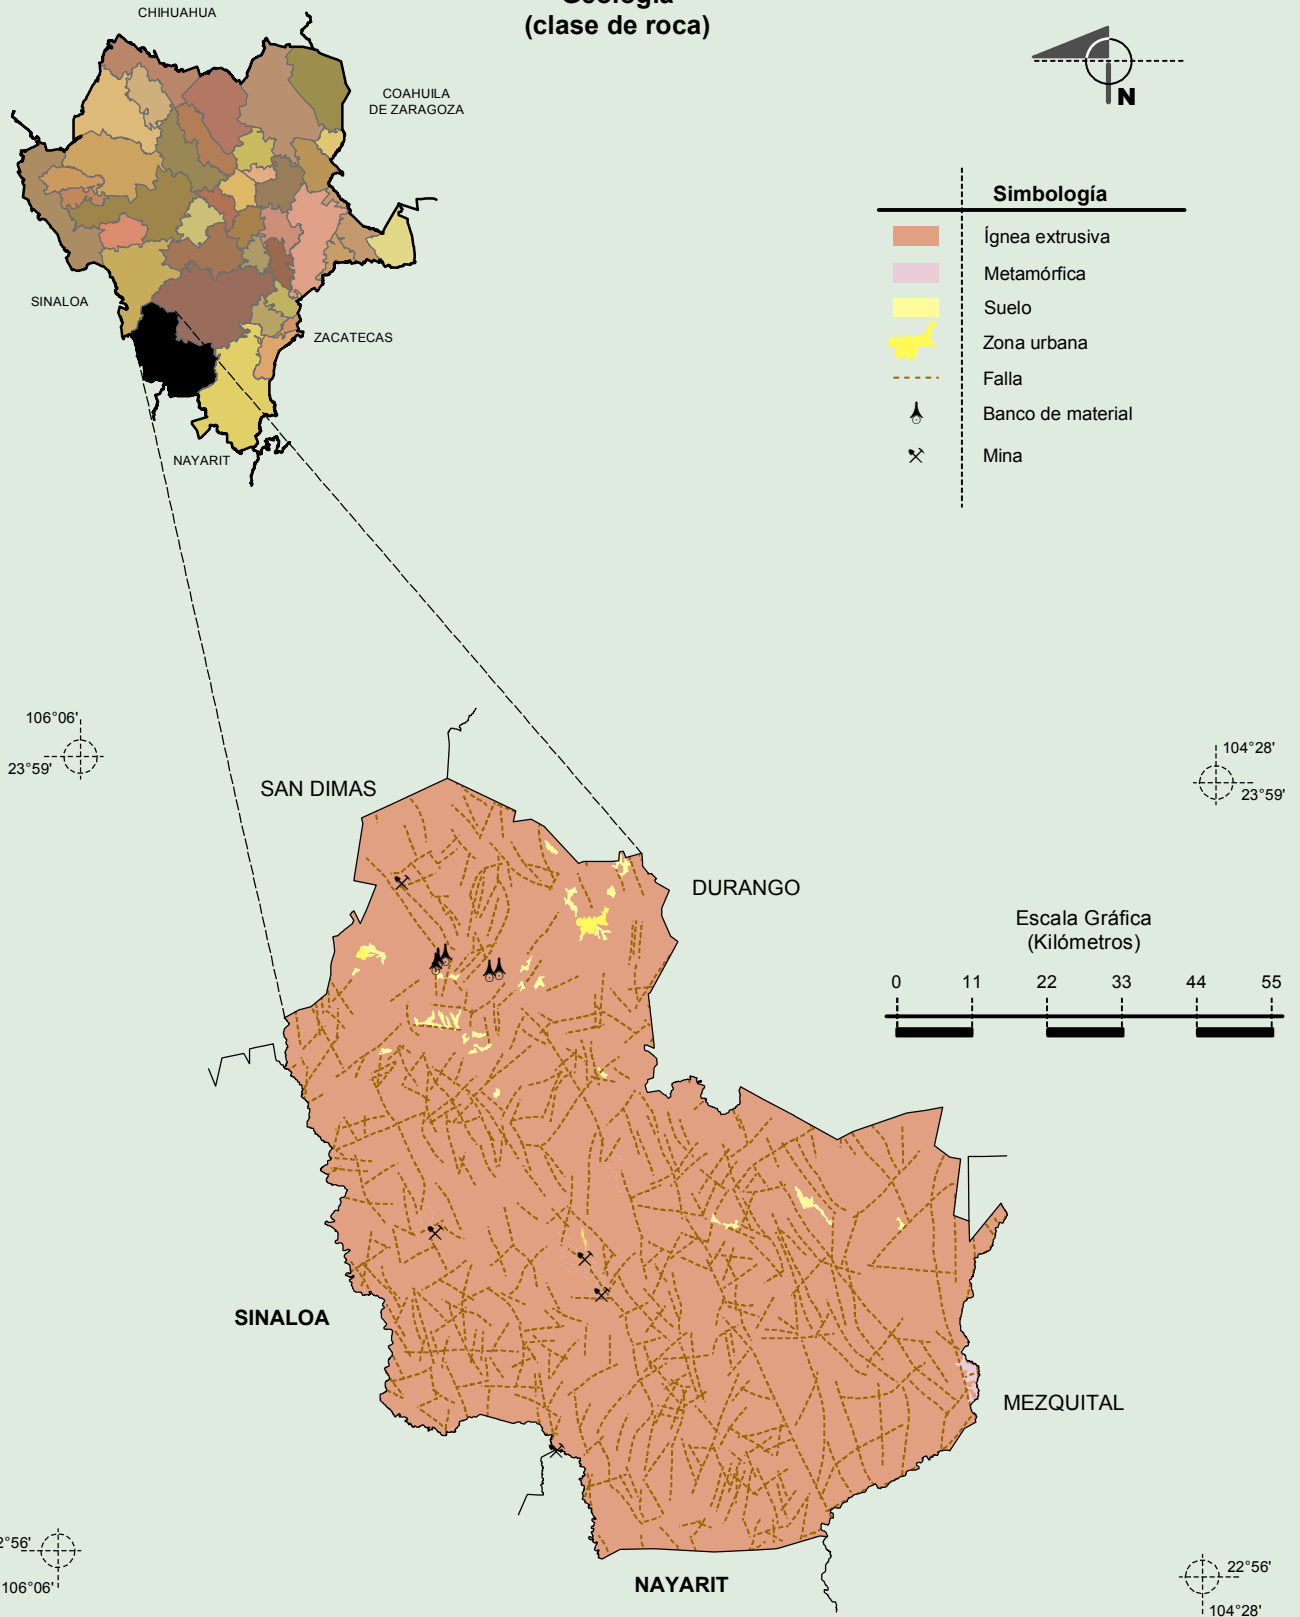 (clase de roca)
CHIHUAHUA
COAHUILA
DE ZARAGOZA
N
SINALOA
ZACATECAS
NAYARIT
Simbología
Ígnea extrusiva
Metamórfica
Suelo
Zona urbana
Falla
Banco de material
Mina
106°06'
23°59'
104°28'
23°59'
SAN DIMAS
DURANGO
Escala Gráfica
(Kilómetros)
0 11 22 33 44 55
SINALOA
MEZQUITAL
NAYARIT
2°56'
106°06'
22°56'
104°28'